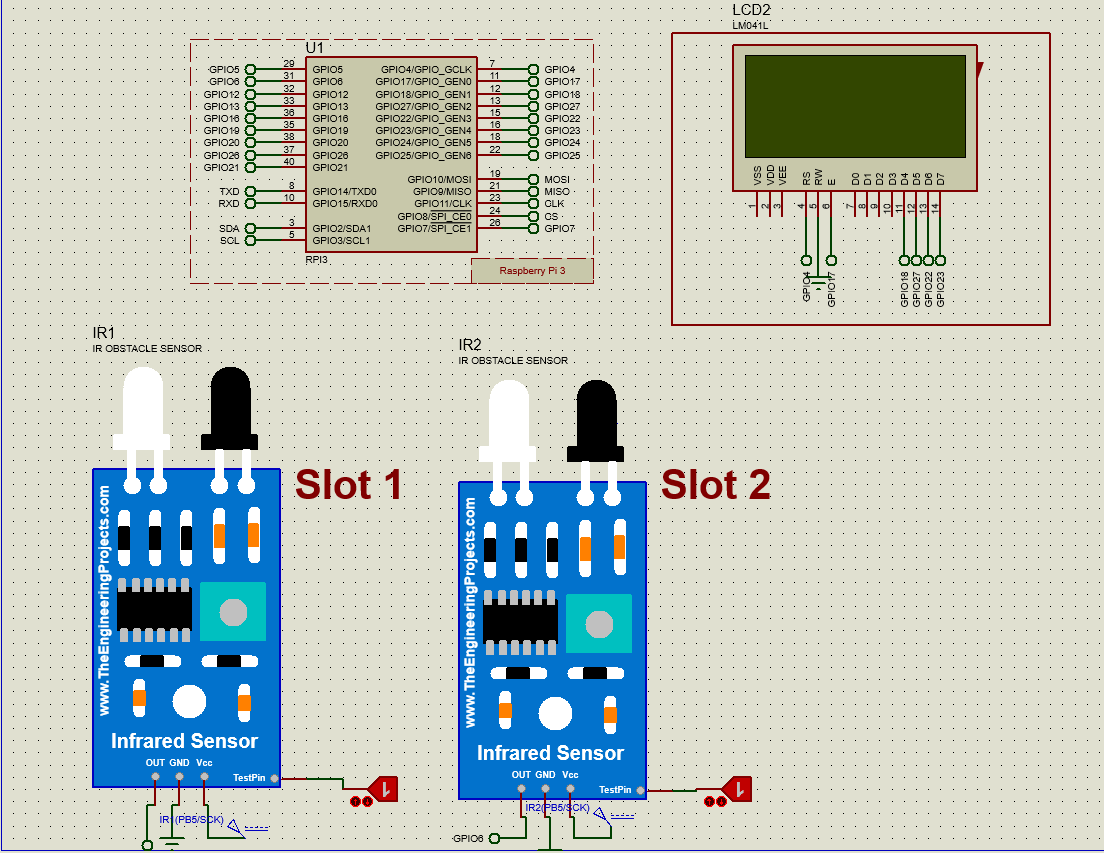 LCD2
LM041L
U1
29
31
32
33
36
35
38
37
40
8
10
3
5
GPIO5
GPIO6
GPIO12
GPIO13
GPIO16
GPIO19
GPIO20
GPIO26
GPIO21
TXD
RXD
SDA
SCL
GPIO5
GPIO6
GPIO12
GPIO13
GPIO16
GPIO19
GPIO20
GPIO26
GPIO21
GPIO14/TXD0
GPIO15/RXD0
GPIO2/SDA1
GPIO3/SCL1
GPIO4/GPIO_GCLK
GPIO17/GPIO_GEN0
GPIO18/GPIO_GEN1
GPIO27/GPIO_GEN2
GPIO22/GPIO_GEN3
GPIO23/GPIO_GEN4
GPIO24/GPIO_GEN5
GPIO25/GPIO_GEN6
GPIO10/MOSI
GPIO9/MISO
GPIO11/CLK
GPIO8/SPI_CE0
GPIO7/SPI_CE1
7
11
12
13
15
16
18
22
19
21
23
24
26
GPIO4
GPIO17
GPIO18
GPIO27
GPIO22
GPIO23
GPIO24
GPIO25
MOSI
MISO
CLK
CS
GPIO7
RPI3
Raspberry Pi 3
VSS
VDD
VEE
RS
RW
E
D0
D1
D2
D3
D4
D5
D6
D7
1
2
3
4
5
6
7
8
9
10
11
12
13
14
GPIO4
GPIO17
GPIO18
GPIO27
GPIO22
GPIO23
IR1
IR OBSTACLE SENSOR
Slot 1
www.TheEngineeringProjects.com
Infrared Sensor
OUT GND Vcc
TestPin
1
IR1(PB5/SCK)
IR2
IR OBSTACLE SENSOR
Slot 2
www.TheEngineeringProjects.com
Infrared Sensor
OUT GND Vcc
TestPin
1
IR2(PB5/SCK)
GPIO6